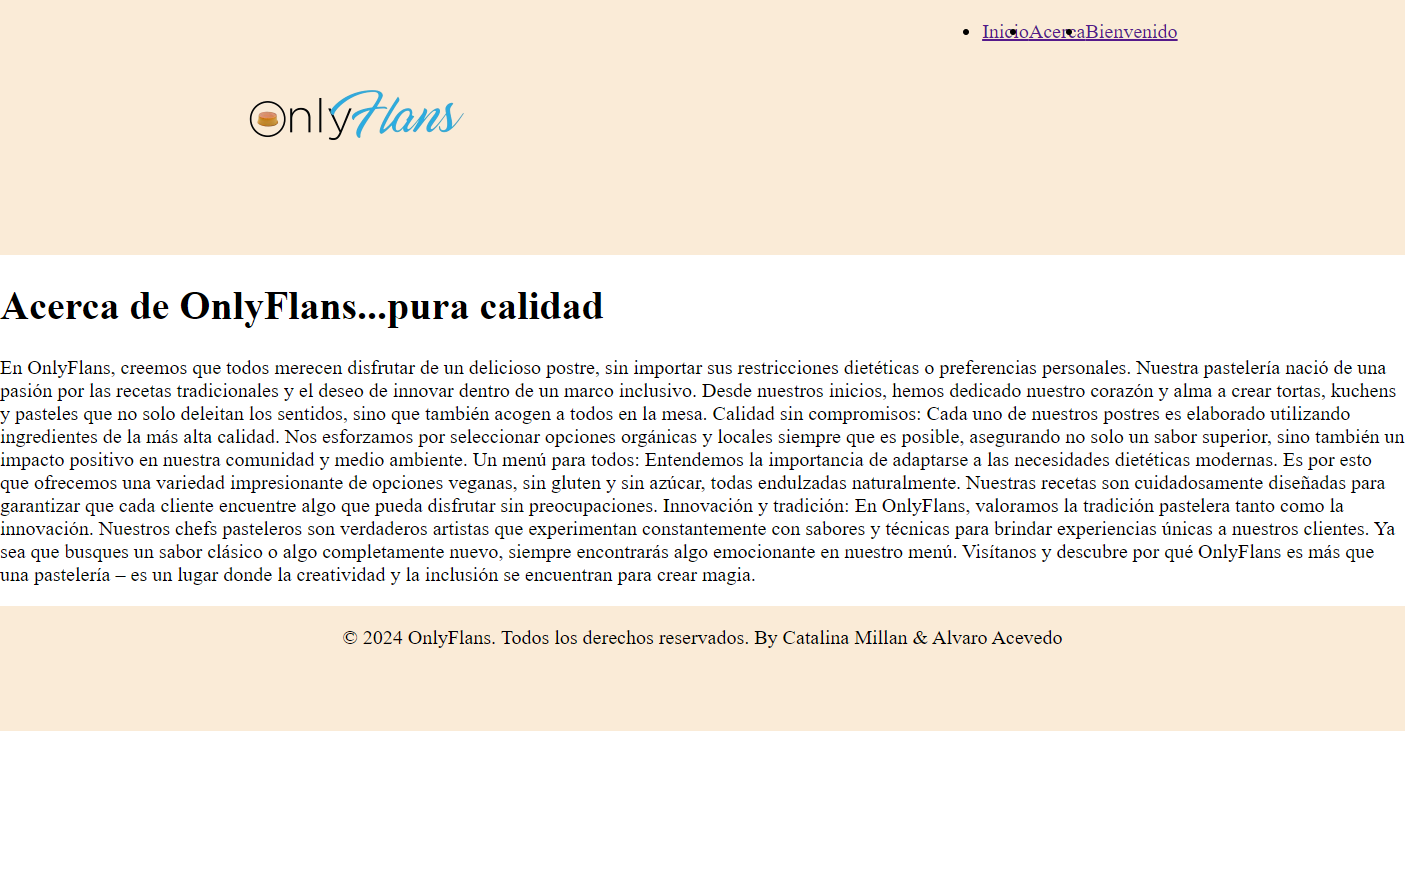 Inicio Acerca Bienvenido
OnlyFlans
Acerca de OnlyFlans...pura calidad
En OnlyFlans, creemos que todos merecen disfrutar de un delicioso postre, sin importar sus restricciones dietéticas o preferencias personales. Nuestra pastelería nació de una
pasión por las recetas tradicionales y el deseo de innovar dentro de un marco inclusivo. Desde nuestros inicios, hemos dedicado nuestro corazón y alma a crear tortas, kuchens
y pasteles que no solo deleitan los sentidos, sino que también acogen a todos en la mesa. Calidad sin compromisos: Cada uno de nuestros postres es elaborado utilizando
ingredientes de la más alta calidad. Nos esforzamos por seleccionar opciones orgánicas y locales siempre que es posible, asegurando no solo un sabor superior, sino también un
impacto positivo en nuestra comunidad y medio ambiente. Un menú para todos: Entendemos la importancia de adaptarse a las necesidades dietéticas modernas. Es por esto
que ofrecemos una variedad impresionante de opciones veganas, sin gluten y sin azúcar, todas endulzadas naturalmente. Nuestras recetas son cuidadosamente diseñadas para
garantizar que cada cliente encuentre algo que pueda disfrutar sin preocupaciones. Innovación y tradición: En OnlyFlans, valoramos la tradición pastelera tanto como la
innovación. Nuestros chefs pasteleros son verdaderos artistas que experimentan constantemente con sabores y técnicas para brindar experiencias únicas a nuestros clientes. Ya
sea que busques un sabor clásico o algo completamente nuevo, siempre encontrarás algo emocionante en nuestro menú. Visítanos y descubre por qué OnlyFlans es más que
una pastelería – es un lugar donde la creatividad y la inclusión se encuentran para crear magia.
© 2024 OnlyFlans. Todos los derechos reservados. By Catalina Millan & Alvaro Acevedo